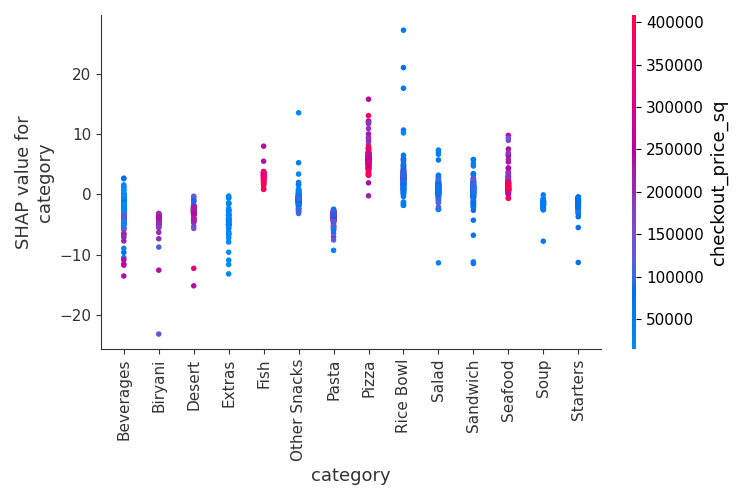 SHAP value for
category
20
10
0
−10
−20
Beverages
Biryani
Desert
Extras
Fish
Other Snacks
Pasta
Pizza
Rice Bowl
Salad
Sandwich
Seafood
Soup
Starters
category
400000
350000
300000
250000
200000
150000
100000
50000
checkout_price_sq